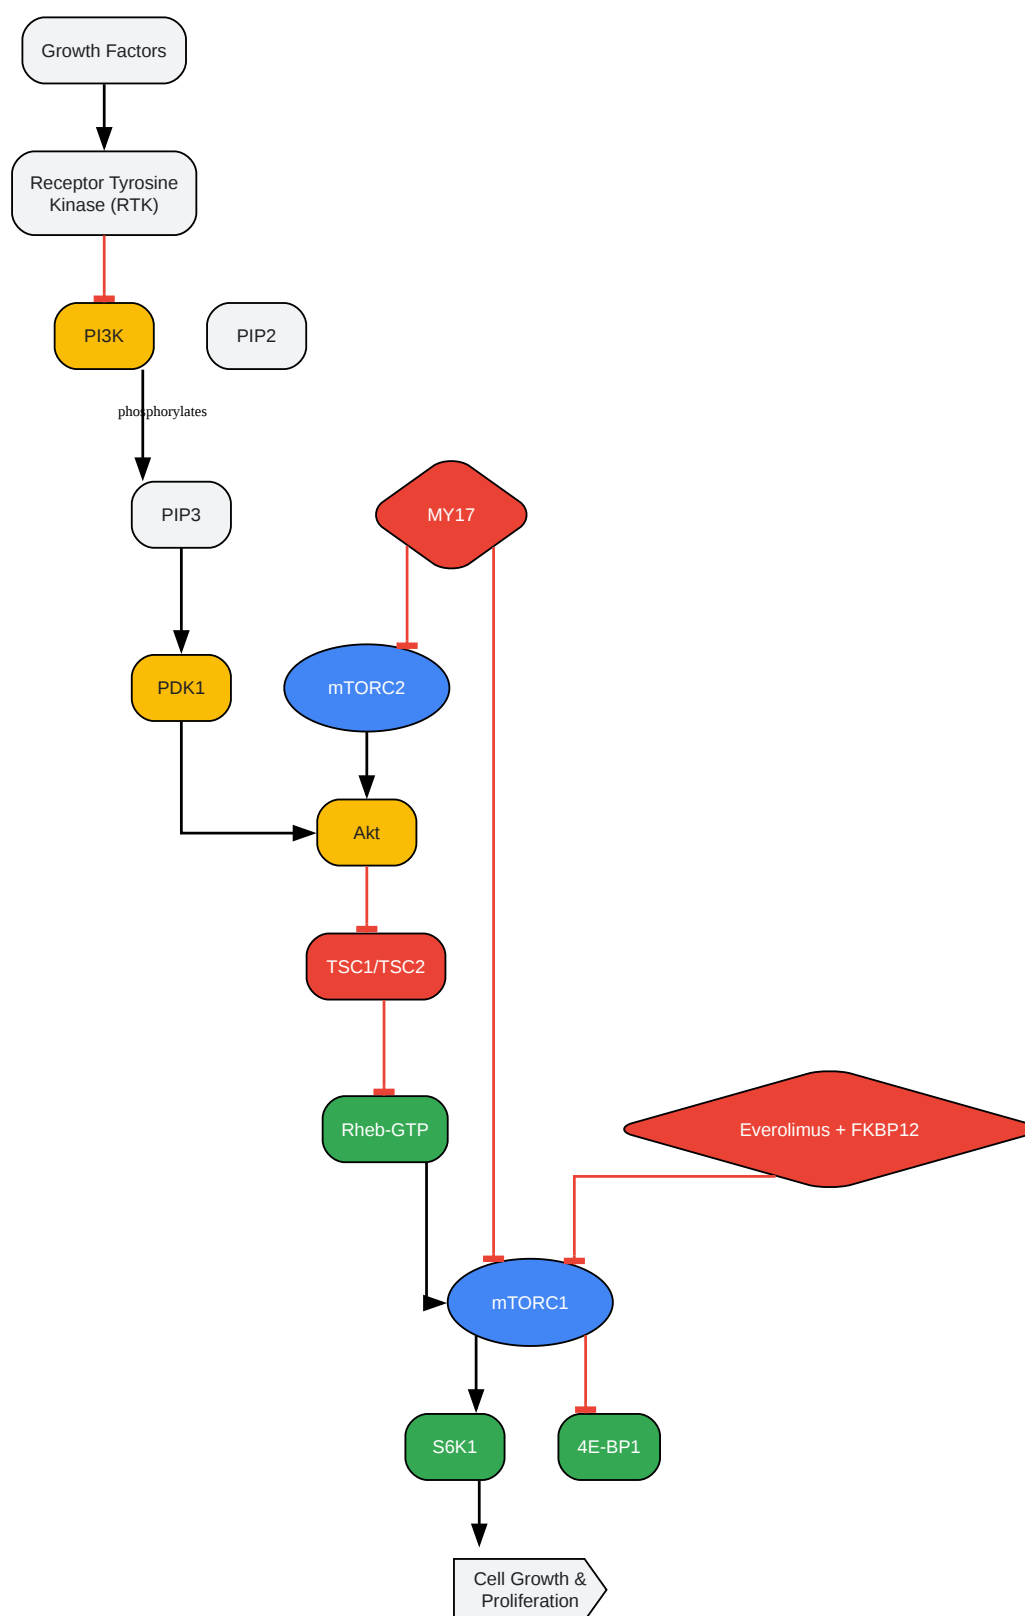 Growth Factors
Receptor Tyrosine
Kinase (RTK)
PI3K
PIP2
phosphorylates
PIP3
MY17
PDK1
mTORC2
Akt
TSC1/TSC2
Rheb-GTP
Everolimus + FKBP12
mTORC1
S6K1
4E-BP1
Cell Growth &
Proliferation